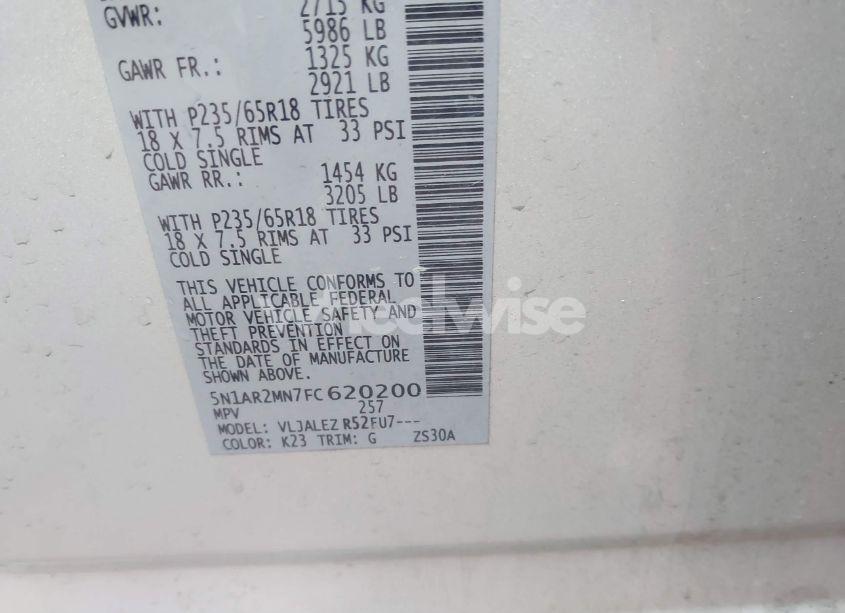 GVWR: 2715 KG
5986 LB
GAWR FR.: 1325 KG
2921 LB
WITH P235/65R18 TIRES
18 X 7.5 RIMS AT 33 PSI
COLD SINGLE
GAWR RR.: 1454 KG
3205 LB
WITH P235/65R18 TIRES
18 X 7.5 RIMS AT 33 PSI
COLD SINGLE
THIS VEHICLE CONFORMS TO
ALL APPLICABLE FEDERAL
MOTOR VEHICLE SAFETY AND
THEFT PREVENTION
STANDARDS IN EFFECT ON
THE DATE OF MANUFACTURE
SHOWN ABOVE.
5N1AR2MN7FC620200
MPV 257
MODEL: VLJALEZ R52FU7---
COLOR: K23 TRIM: G ZS30A